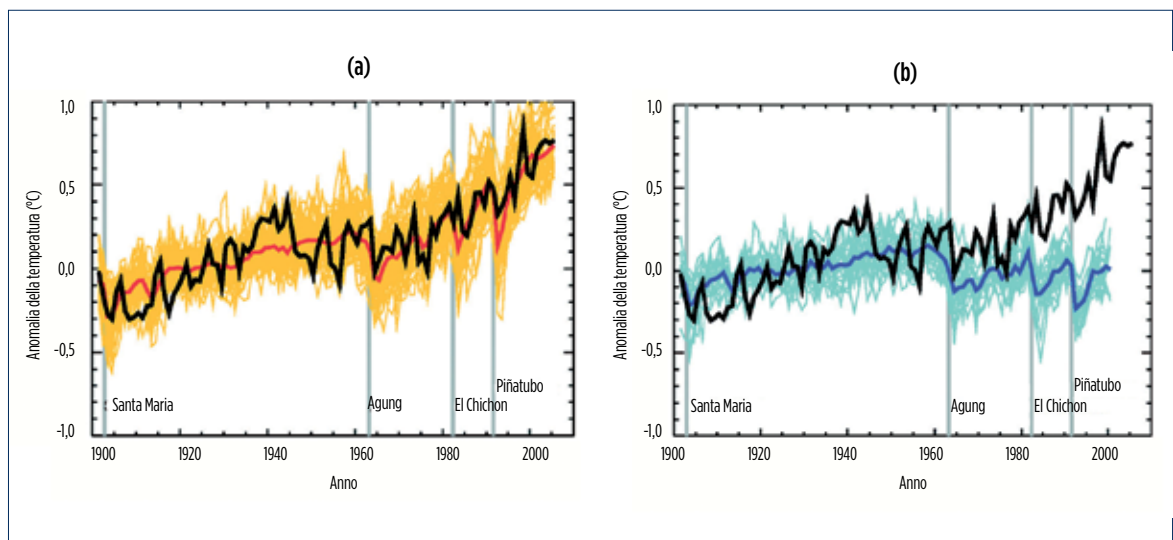 (a)
1,0
0,5
0,0
-0,5
-1,0
Anomalia della temperatura (°C)
Santa Maria
Agung
El Chichon
Piñatubo
1900
1920
1940
1960
1980
2000
Anno
(b)
1,0
0,5
0,0
-0,5
-1,0
Anomalia della temperatura (°C)
Santa Maria
Agung
El Chichon
Piñatubo
1900
1920
1940
1960
1980
2000
Anno